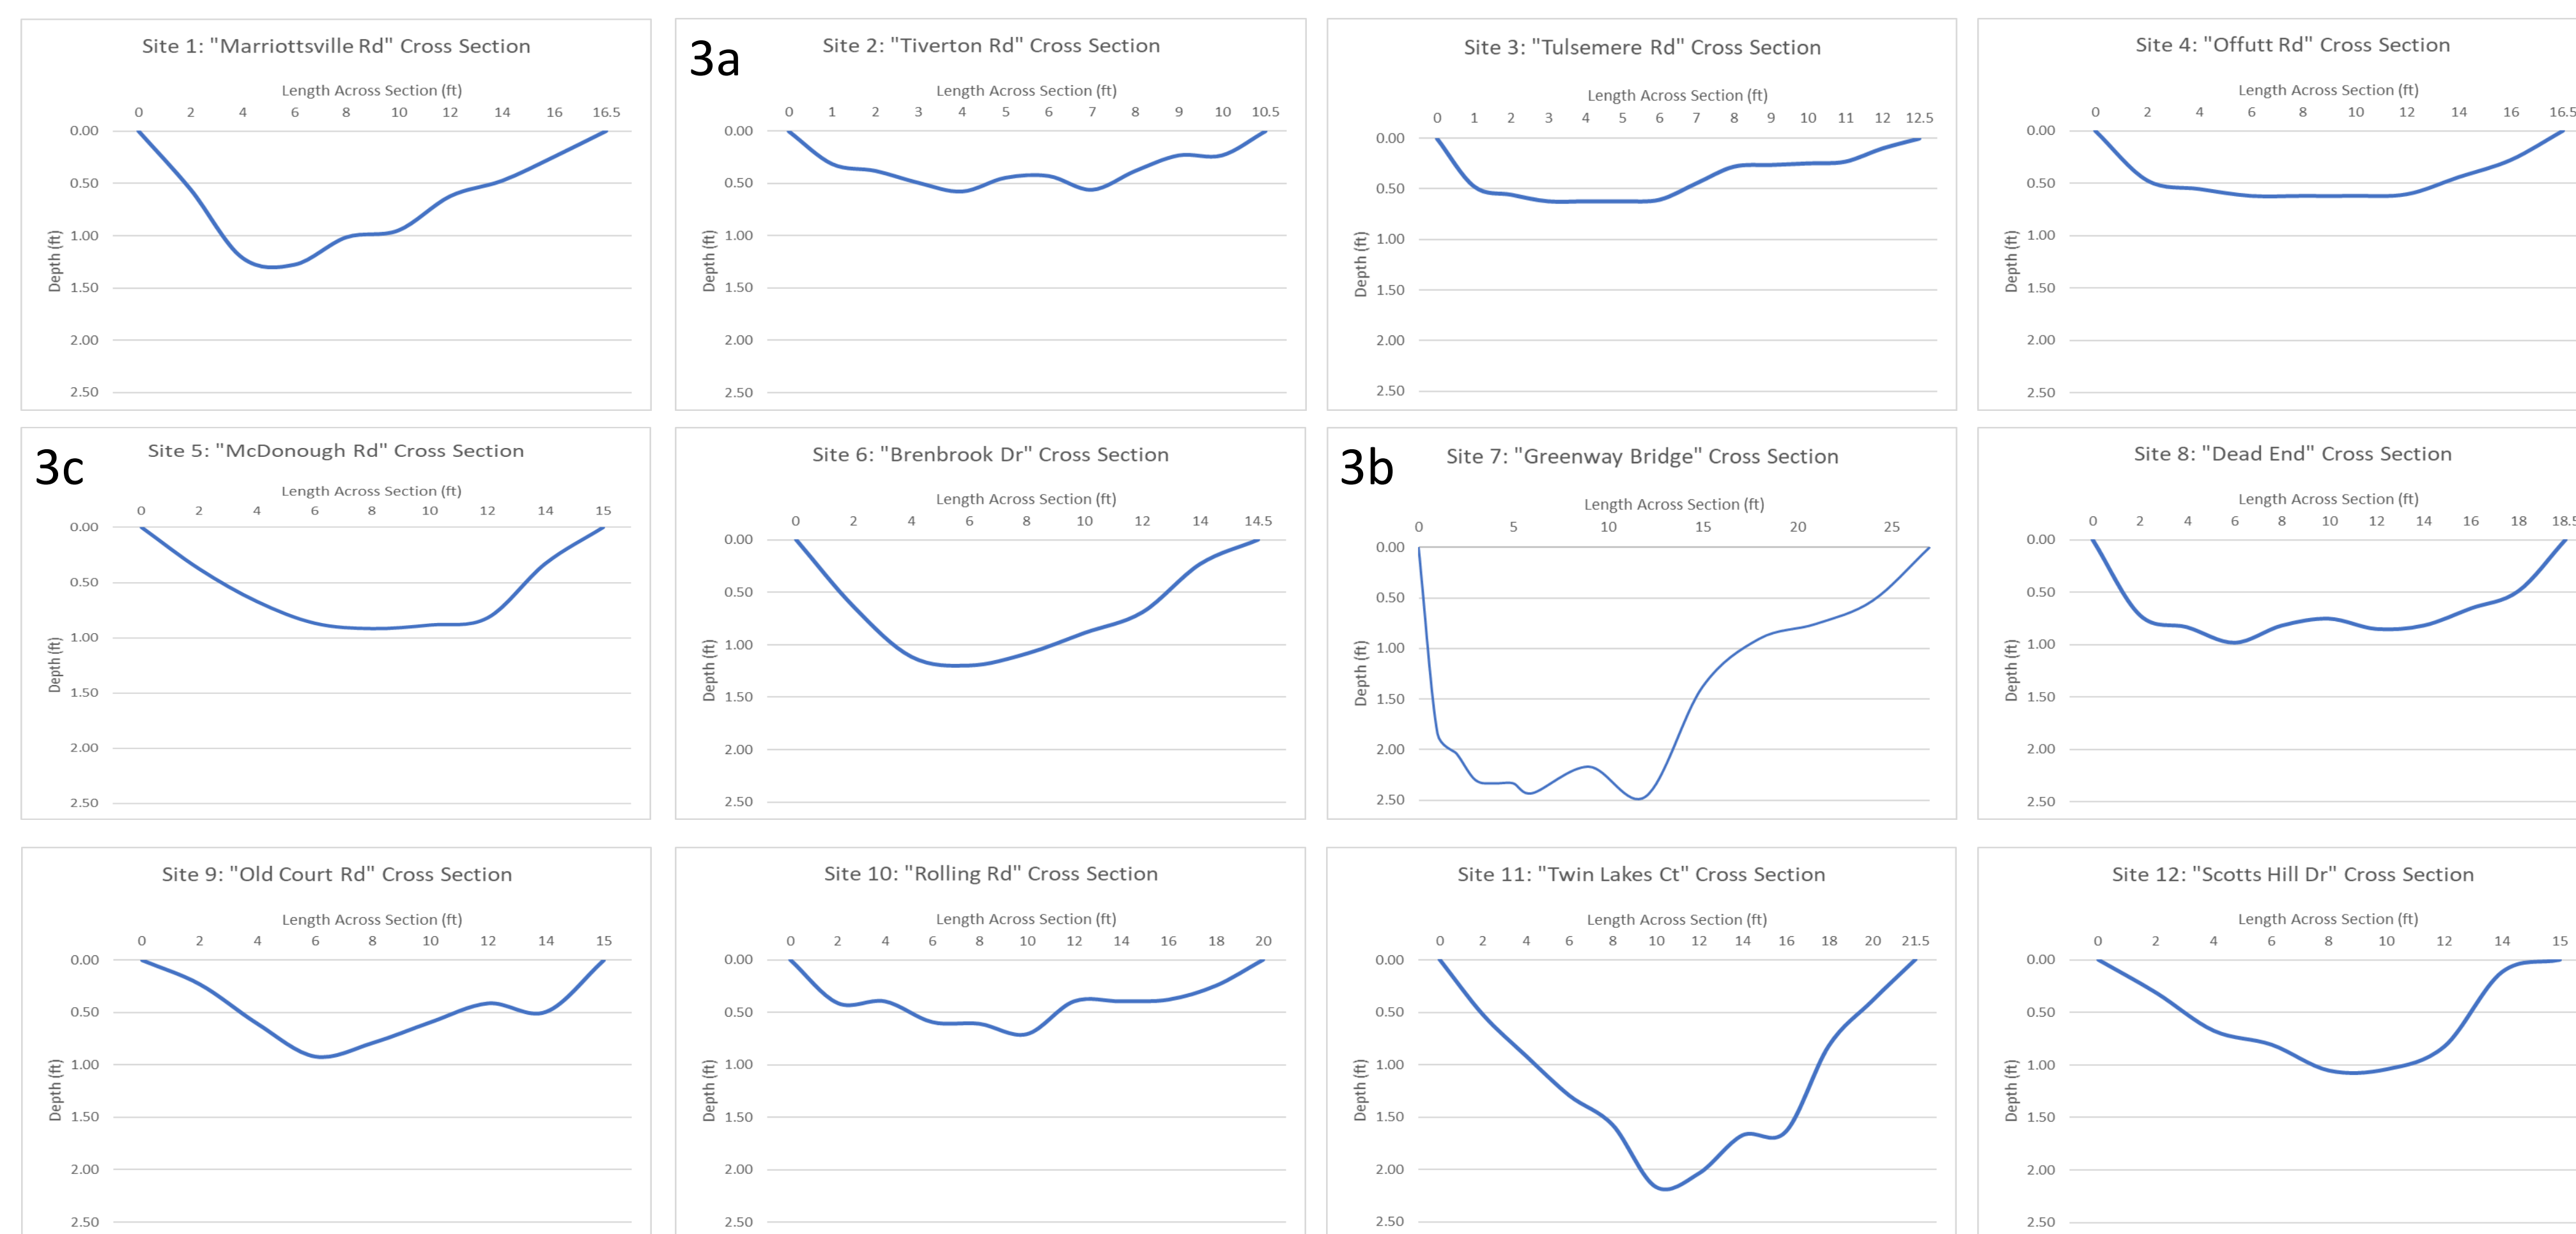 Site 1: "Marriottsville Rd" Cross Section
Length Across Section (ft)
0 2 4 6 8 10 12 14 16 16.5
0.00
0.50
1.00
1.50
2.00
2.50
Depth (ft)
3a
Site 2: "Tiverton Rd" Cross Section
Length Across Section (ft)
0 1 2 3 4 5 6 7 8 9 10 10.5
0.00
0.50
1.00
1.50
2.00
2.50
Depth (ft)
Site 3: "Tulsemere Rd" Cross Section
Length Across Section (ft)
0 1 2 3 4 5 6 7 8 9 10 11 12 12.5
0.00
0.50
1.00
1.50
2.00
2.50
Depth (ft)
Site 4: "Offutt Rd" Cross Section
Length Across Section (ft)
0 2 4 6 8 10 12 14 16 16.5
0.00
0.50
1.00
1.50
2.00
2.50
Depth (ft)
3c
Site 5: "McDonough Rd" Cross Section
Length Across Section (ft)
0 2 4 6 8 10 12 14 15
0.00
0.50
1.00
1.50
2.00
2.50
Depth (ft)
Site 6: "Brenbrook Dr" Cross Section
Length Across Section (ft)
0 2 4 6 8 10 12 14 14.5
0.00
0.50
1.00
1.50
2.00
2.50
Depth (ft)
3b
Site 7: "Greenway Bridge" Cross Section
Length Across Section (ft)
0 5 10 15 20 25
0.00
0.50
1.00
1.50
2.00
2.50
Depth (ft)
Site 8: "Dead End" Cross Section
Length Across Section (ft)
0 2 4 6 8 10 12 14 16 18 18.5
0.00
0.50
1.00
1.50
2.00
2.50
Depth (ft)
Site 9: "Old Court Rd" Cross Section
Length Across Section (ft)
0 2 4 6 8 10 12 14 15
0.00
0.50
1.00
1.50
2.00
2.50
Depth (ft)
Site 10: "Rolling Rd" Cross Section
Length Across Section (ft)
0 2 4 6 8 10 12 14 16 18 20
0.00
0.50
1.00
1.50
2.00
2.50
Depth (ft)
Site 11: "Twin Lakes Ct" Cross Section
Length Across Section (ft)
0 2 4 6 8 10 12 14 16 18 20 21.5
0.00
0.50
1.00
1.50
2.00
2.50
Depth (ft)
Site 12: "Scotts Hill Dr" Cross Section
Length Across Section (ft)
0 2 4 6 8 10 12 14 15
0.00
0.50
1.00
1.50
2.00
2.50
Depth (ft)